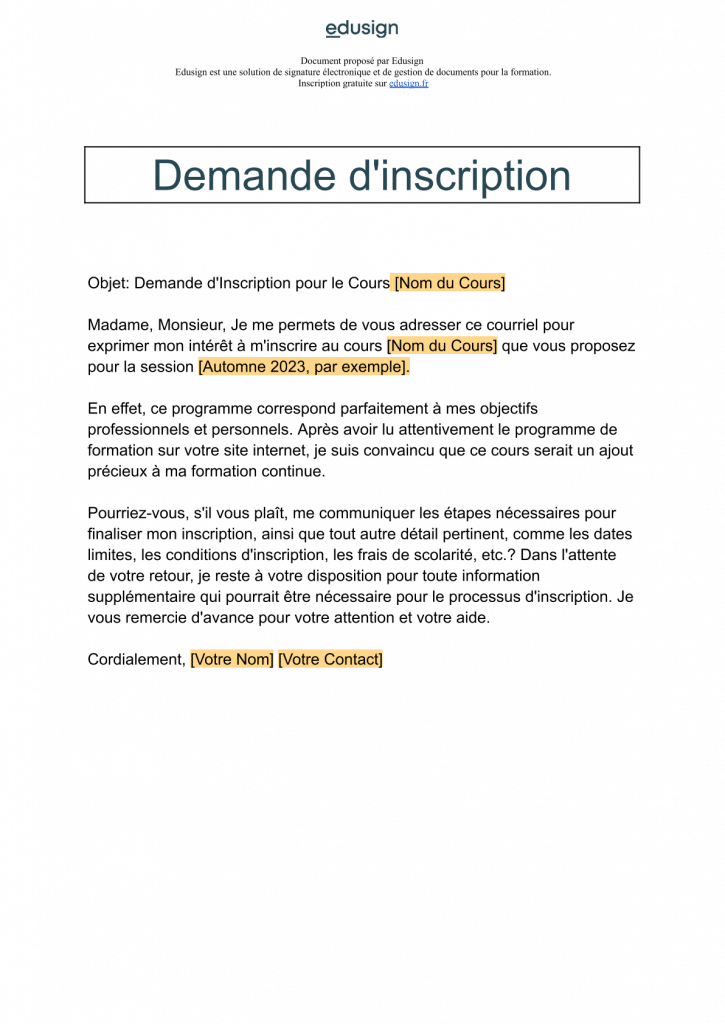 edusign
Document proposé par Edusign
Edusign est une solution de signature électronique et de gestion de documents pour la formation.
Inscription gratuite sur edusign.fr
Demande d'inscription
Objet: Demande d'Inscription pour le Cours [Nom du Cours]
Madame, Monsieur, Je me permets de vous adresser ce courriel pour
exprimer mon intérêt à m'inscrire au cours [Nom du Cours] que vous proposez
pour la session [Automne 2023, par exemple].
En effet, ce programme correspond parfaitement à mes objectifs
professionnels et personnels. Après avoir lu attentivement le programme de
formation sur votre site internet, je suis convaincu que ce cours serait un ajout
précieux à ma formation continue.
Pourriez-vous, s'il vous plaît, me communiquer les étapes nécessaires pour
finaliser mon inscription, ainsi que tout autre détail pertinent, comme les dates
limites, les conditions d'inscription, les frais de scolarité, etc.? Dans l'attente
de votre retour, je reste à votre disposition pour toute information
supplémentaire qui pourrait être nécessaire pour le processus d'inscription. Je
vous remercie d'avance pour votre attention et votre aide.
Cordialement, [Votre Nom] [Votre Contact]